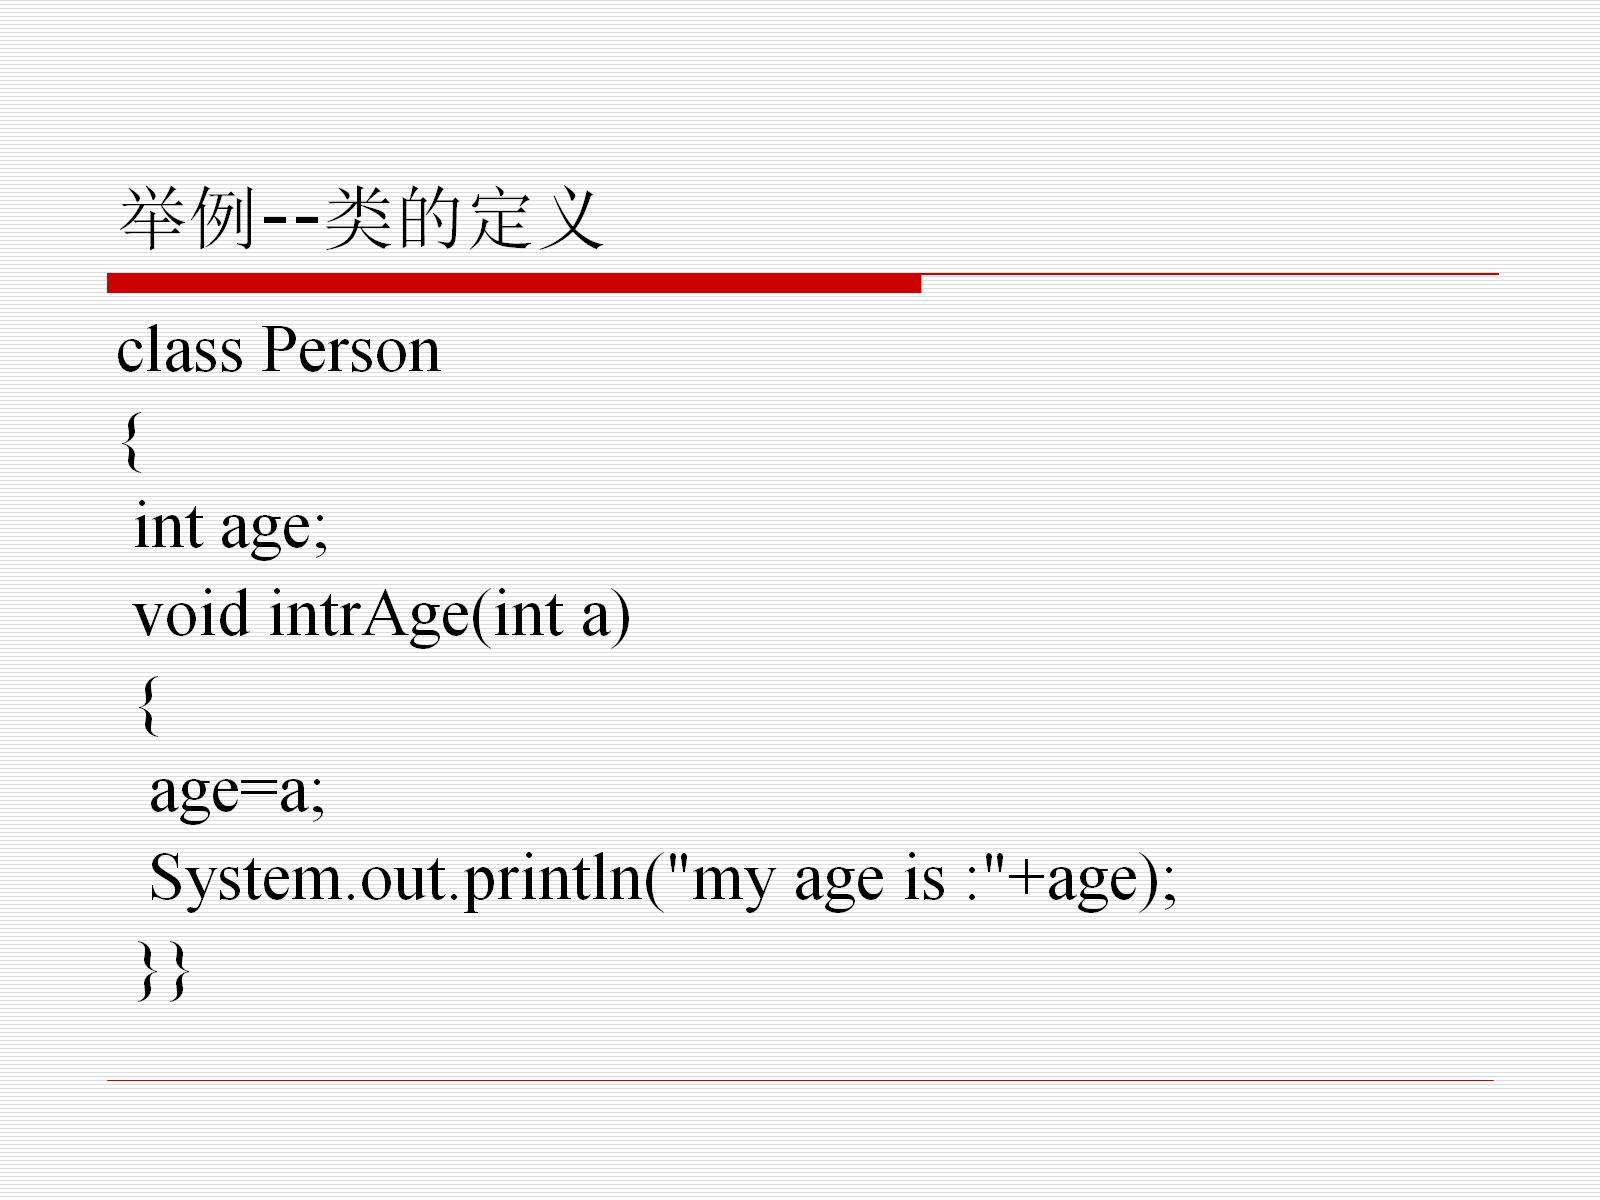 举例--类的定义
class Person
{
int age;
void intrAge(int a)
{
age=a;
System.out.println("my age is :"+age);
}}